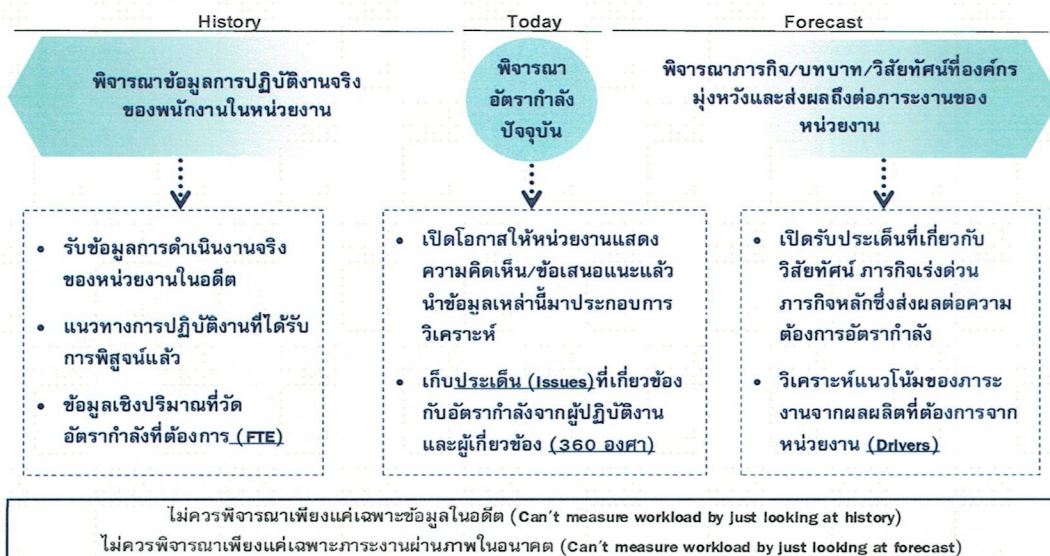 History
Today
Forecast
พิจารณาข้อมูลการปฏิบัติงานจริง
ของพนักงานในหน่วยงาน
พิจารณา
อัตรากำลัง
ปัจจุบัน
พิจารณาภารกิจ/บทบาท/วิสัยทัศน์ที่องค์กร
มุ่งหวังและส่งผลถึงต่อภาระงานของ
หน่วยงาน
• รับข้อมูลการดำเนินงานจริง
ของหน่วยงานในอดีต
• แนวทางการปฏิบัติงานที่ได้รับ
การพิสูจน์แล้ว
• ข้อมูลเชิงปริมาณที่วัด
อัตรากำลังที่ต้องการ (FTE)
• เปิดโอกาสให้หน่วยงานแสดง
ความคิดเห็น/ข้อเสนอแนะแล้ว
นำข้อมูลเหล่านี้มาประกอบการ
วิเคราะห์
• เก็บประเด็น (Issues)ที่เกี่ยวข้อง
กับอัตรากำลังจากผู้ปฏิบัติงาน
และผู้เกี่ยวข้อง (360 องศา)
• เปิดรับประเด็นที่เกี่ยวกับ
วิสัยทัศน์ ภารกิจเร่งด่วน
ภารกิจหลักซึ่งส่งผลต่อความ
ต้องการอัตรากำลัง
• วิเคราะห์แนวโน้มของภาระ
งานจากผลผลิตที่ต้องการจาก
หน่วยงาน (Drivers)
ไม่ควรพิจารณาเพียงแค่เฉพาะข้อมูลในอดีต (Can't measure workload by just looking at history)
ไม่ควรพิจารณาเพียงแค่เฉพาะภาระงานผ่านภาพในอนาคต (Can't measure workload by just looking at forecast)